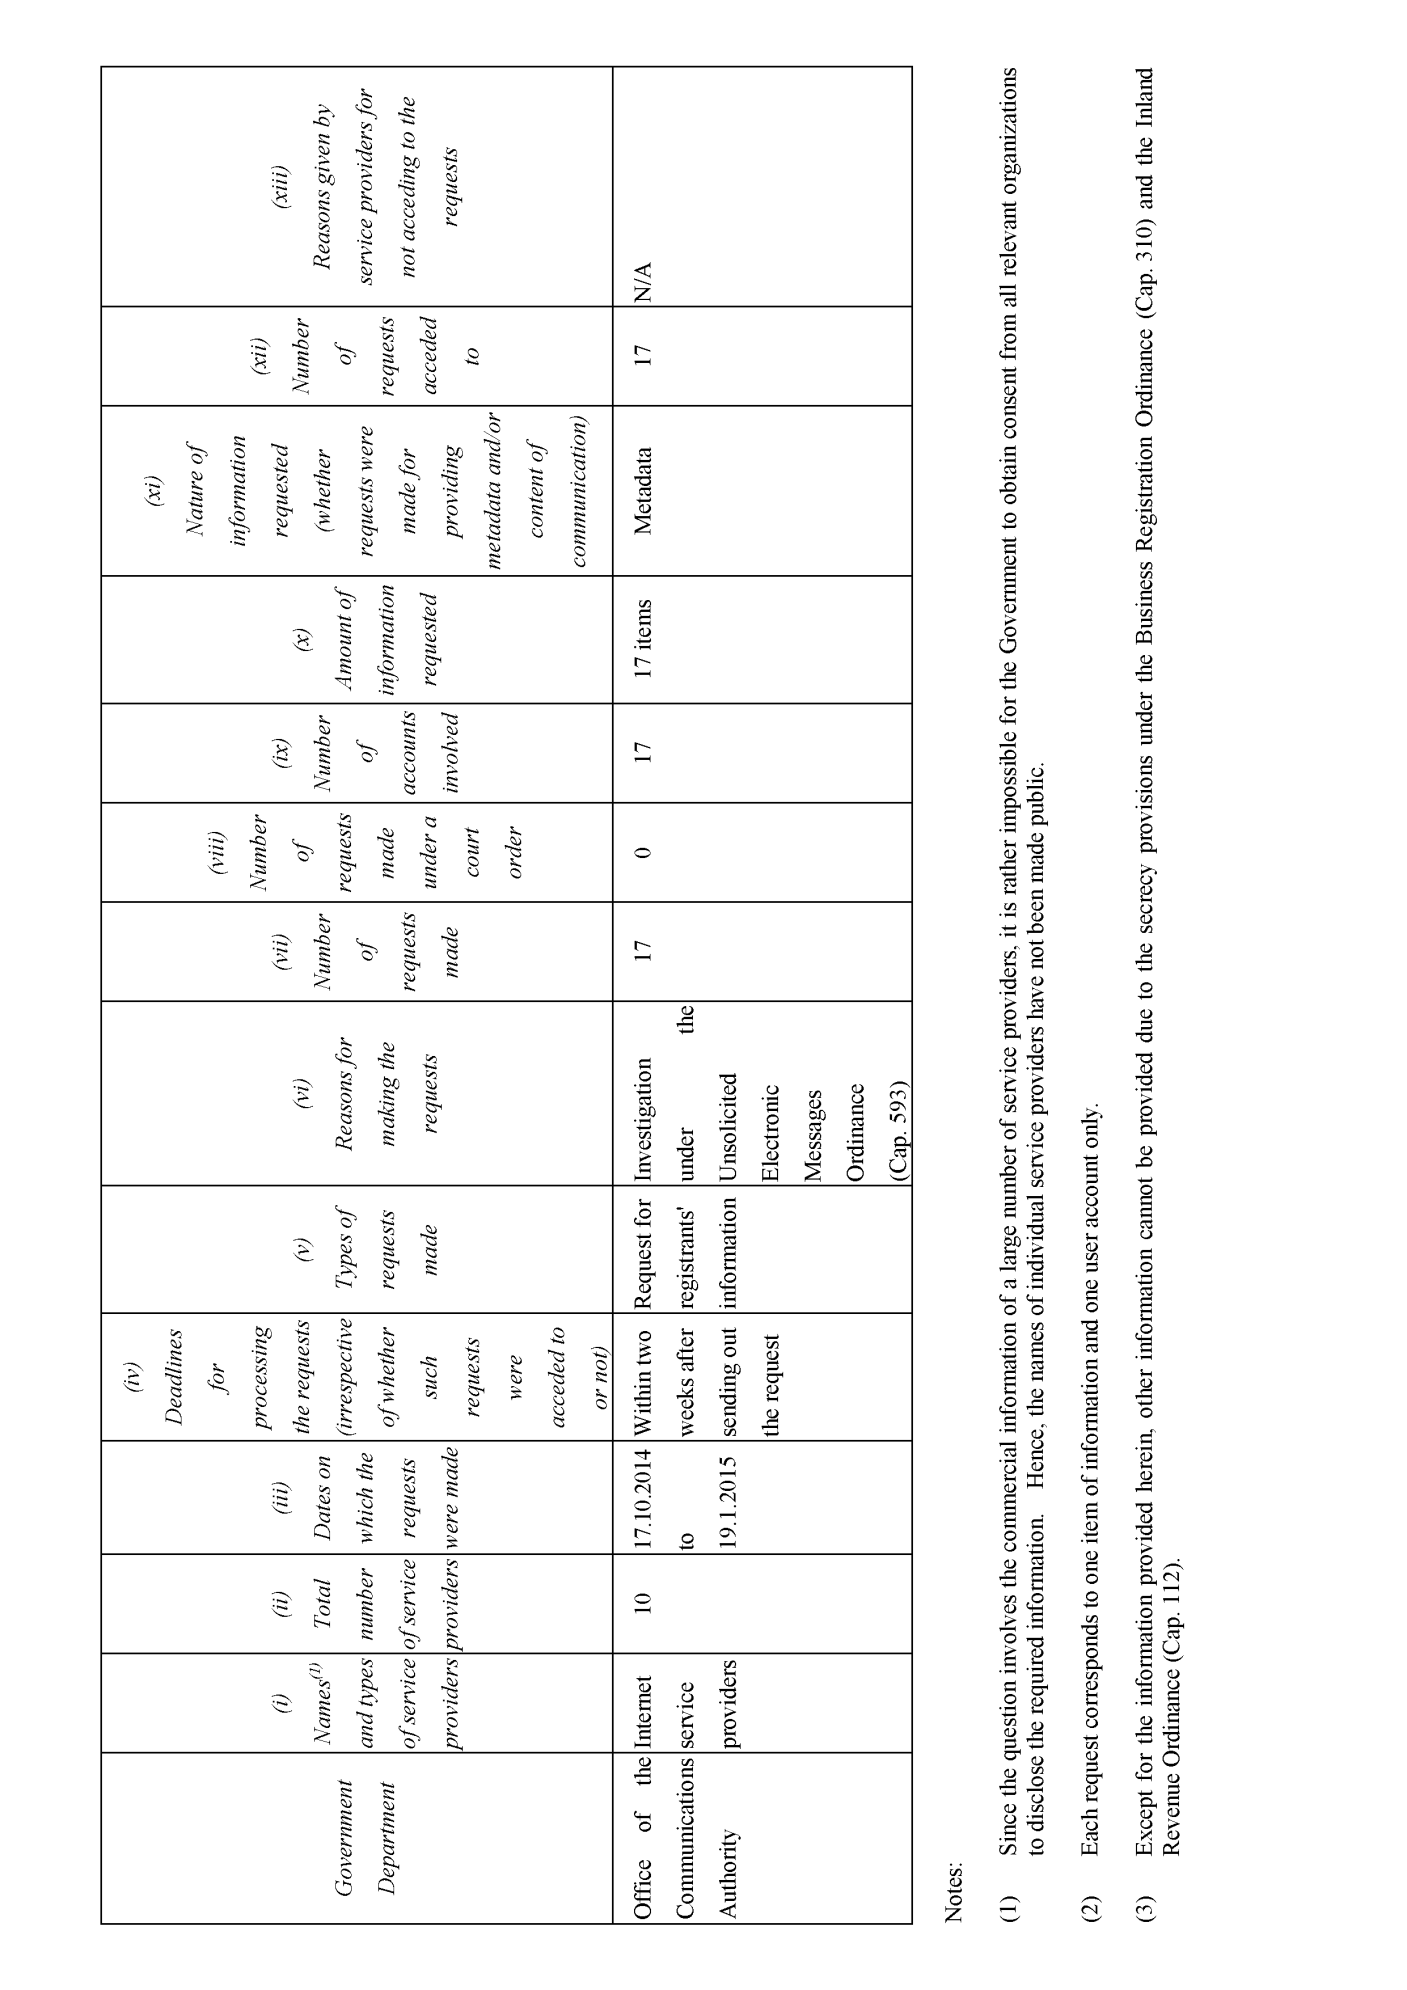 Government
Department
(i)
Names(1)
and types
of service
providers
(ii)
Total
number
of service
providers
(iii)
Dates on
which the
requests
were made
(iv)
Deadlines
for
processing
the requests
(irrespective
of whether
such
requests
were
acceded to
or not)
(v)
Types of
requests
made
(vi)
Reasons for
making the
requests
(vii)
Number
of
requests
made
(viii)
Number
of
requests
made
under a
court
order
(ix)
Number
of
accounts
involved
(x)
Amount of
information
requested
(xi)
Nature of
information
requested
(whether
requests were
made for
providing
metadata and/or
content of
communication)
(xii)
Number
of
requests
acceded
to
(xiii)
Reasons given by
service providers for
not acceding to the
requests
Office of the
Communications
Authority
Internet
service
providers
10
17.10.2014
to
19.1.2015
Within two
weeks after
sending out
the request
Request for
registrants'
information
Investigation
under the
Unsolicited
Electronic
Messages
Ordinance
(Cap. 593)
17
0
17
17 items
Metadata
17
N/A
Notes:
(1) Since the question involves the commercial information of a large number of service providers, it is rather impossible for the Government to obtain consent from all relevant organizations
to disclose the required information. Hence, the names of individual service providers have not been made public.
(2) Each request corresponds to one item of information and one user account only.
(3) Except for the information provided herein, other information cannot be provided due to the secrecy provisions under the Business Registration Ordinance (Cap. 310) and the Inland
Revenue Ordinance (Cap. 112).